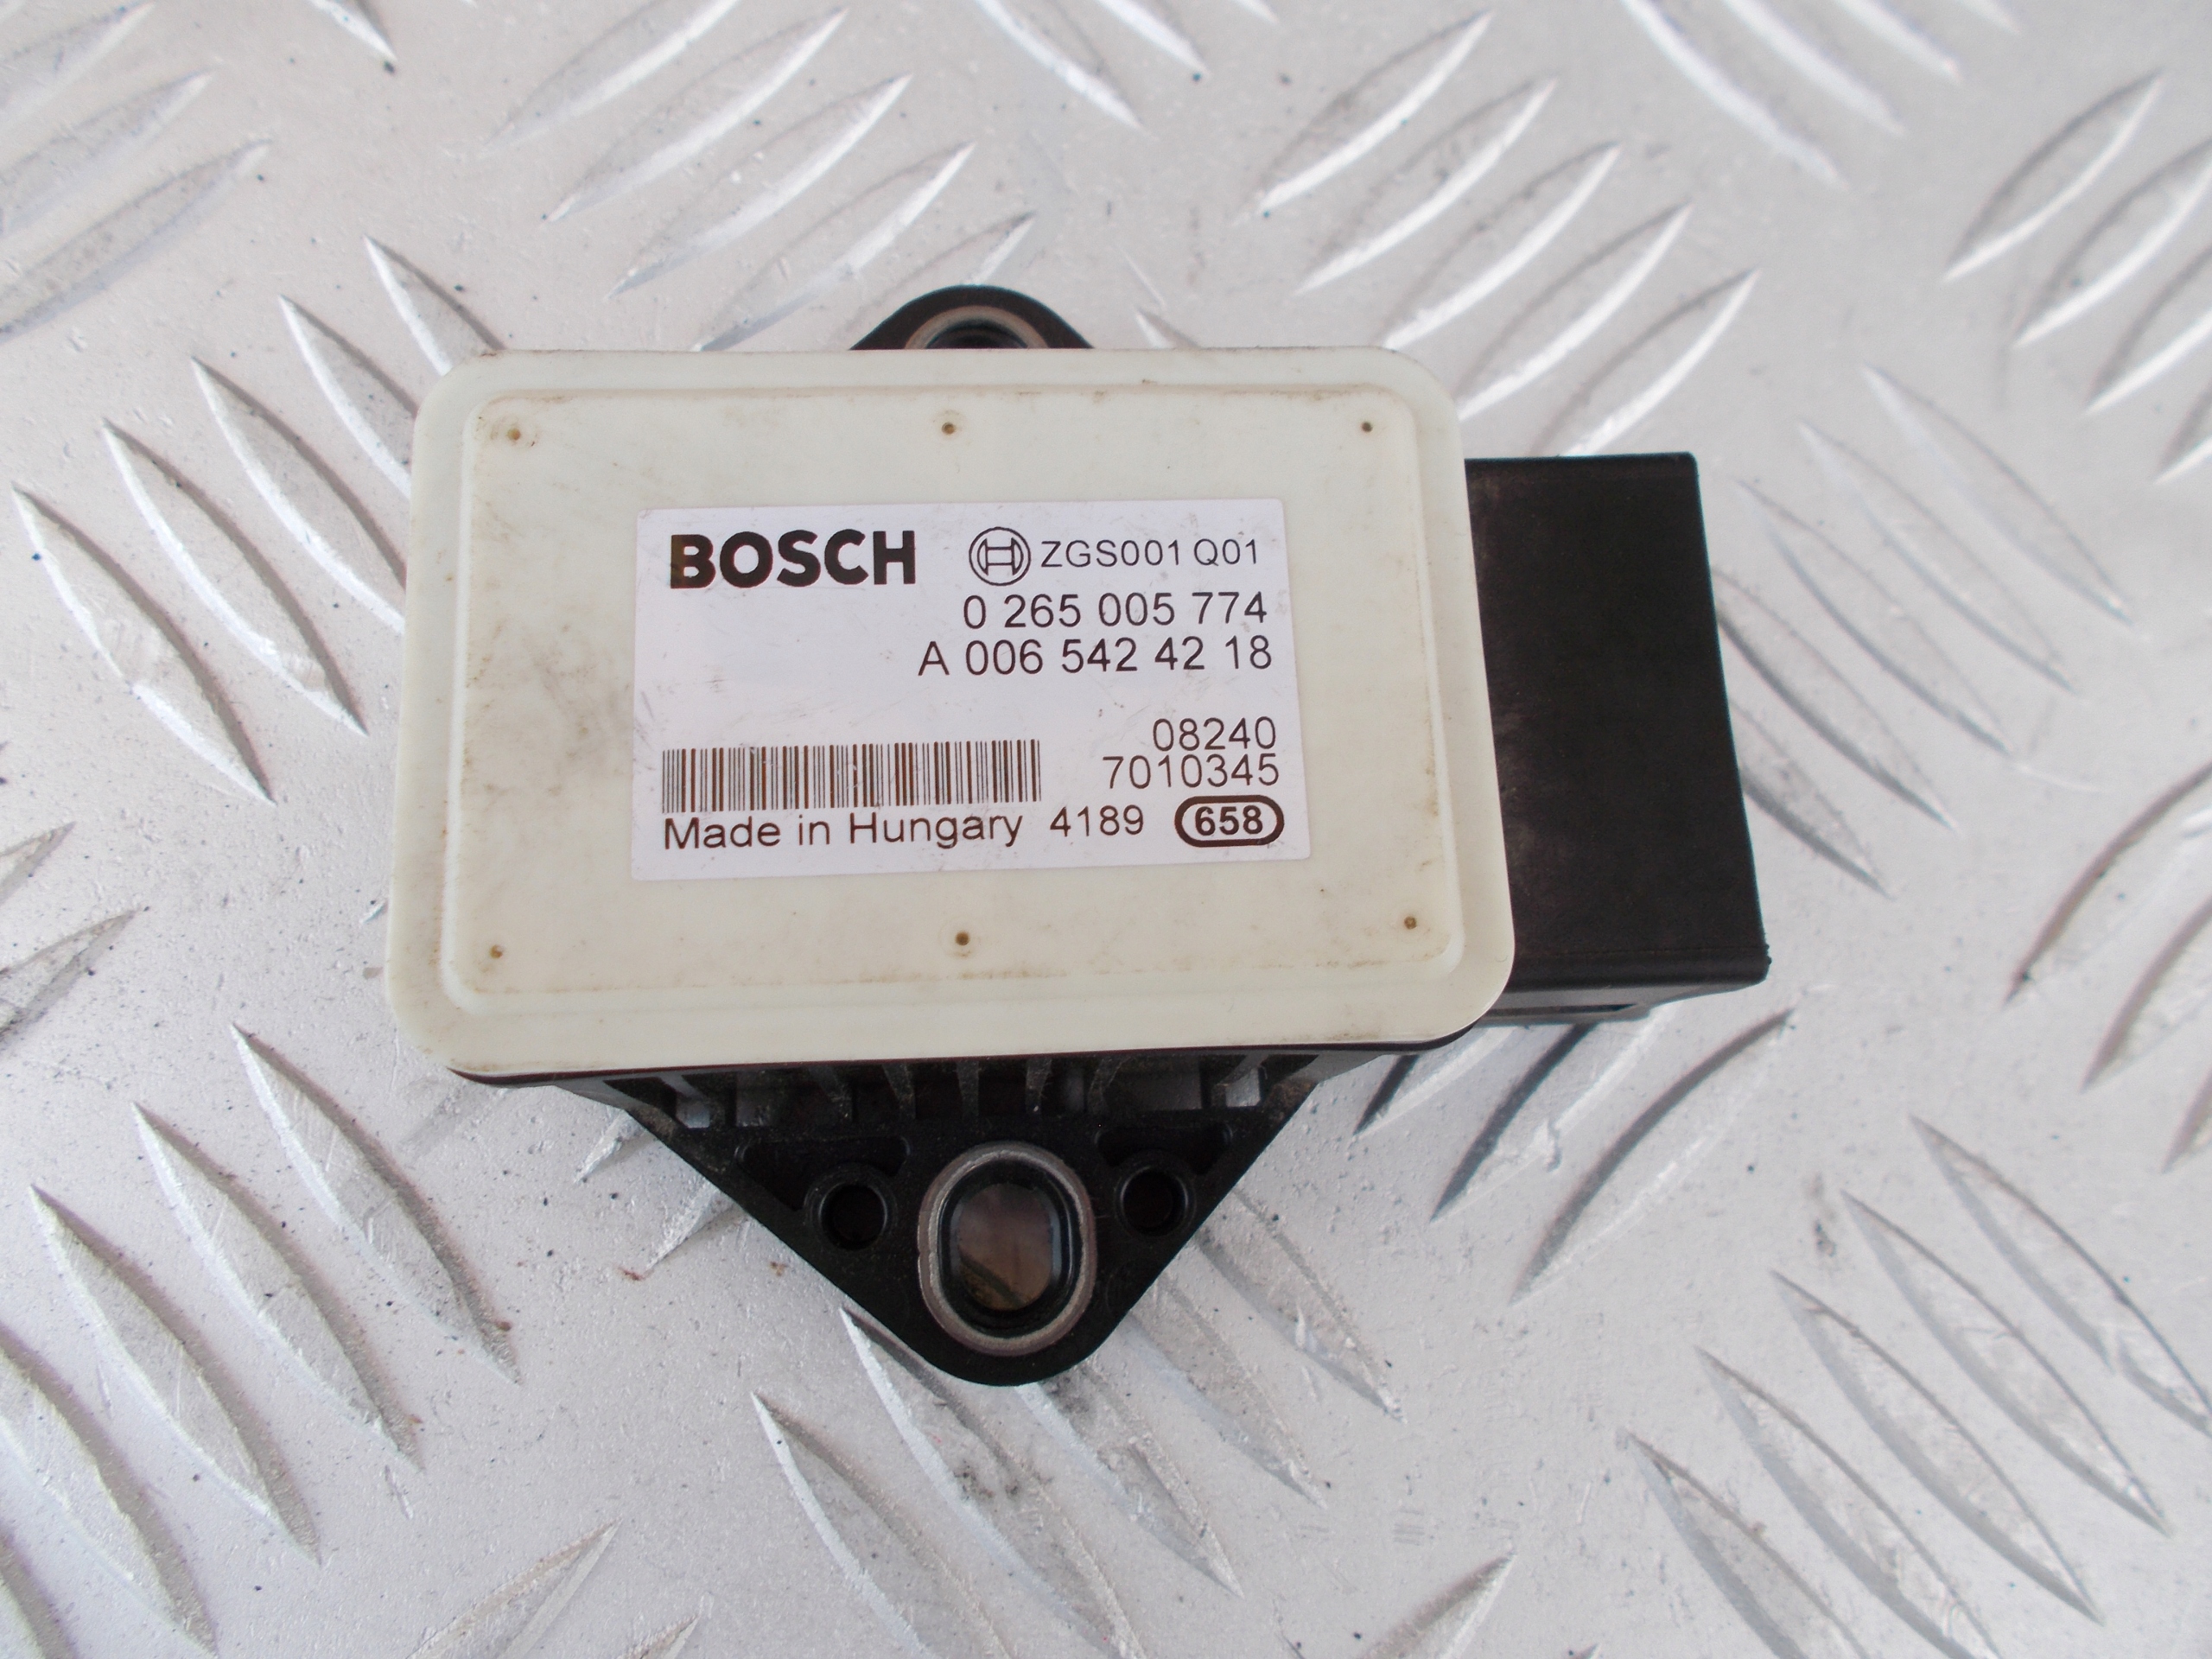 BOSCH ZGS001 Q01
0 265 005 774
A 006 542 42 18
08240
7010345
Made in Hungary 4189 658